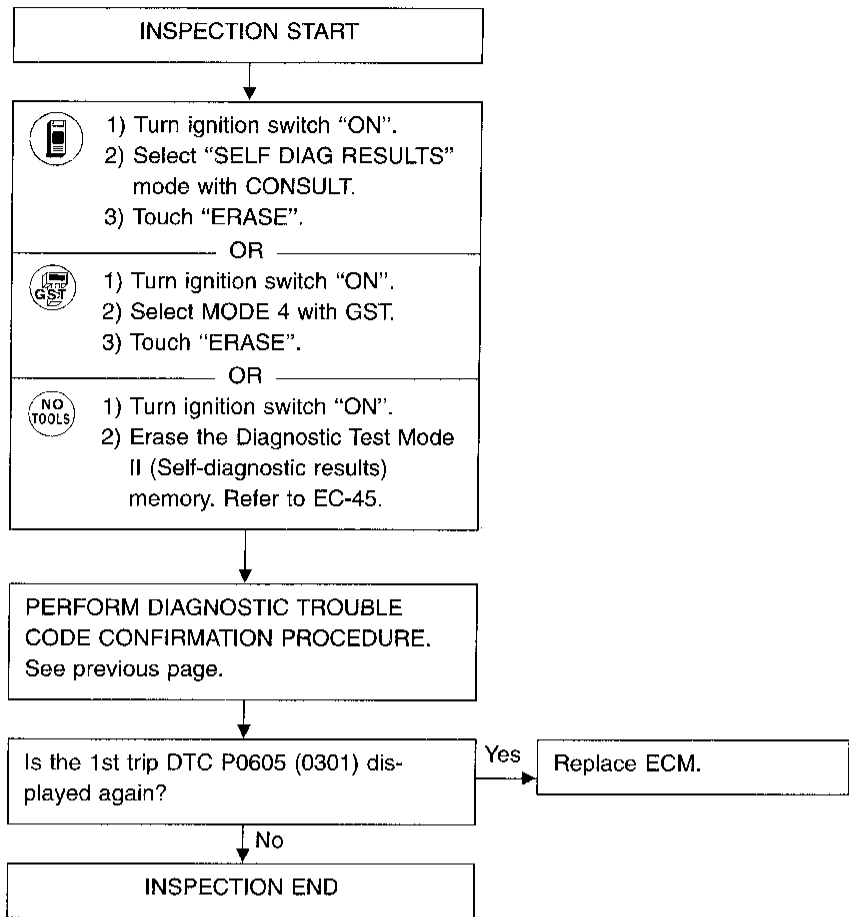 INSPECTION START
1) Turn ignition switch “ON”.
2) Select “SELF DIAG RESULTS”
mode with CONSULT.
3) Touch “ERASE”.
OR
GST
1) Turn ignition switch “ON”.
2) Select MODE 4 with GST.
3) Touch “ERASE”.
OR
NO
TOOLS
1) Turn ignition switch “ON”.
2) Erase the Diagnostic Test Mode
II (Self-diagnostic results)
memory. Refer to EC-45.
PERFORM DIAGNOSTIC TROUBLE
CODE CONFIRMATION PROCEDURE.
See previous page.
Is the 1st trip DTC P0605 (0301) dis-
played again?
Yes
Replace ECM.
No
INSPECTION END